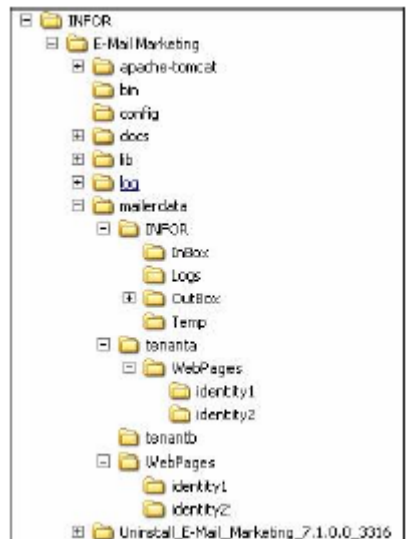 INFOR
E-Mail Marketing
apache-tomcat
bin
config
docs
lib
log
mailerdata
INFOR
InBox
Logs
OutBox
Temp
tenanta
WebPages
identity1
identity2
tenantb
WebPages
identity1
identity2
Uninstall_E-Mail_Marketing_7.1.0.0_3316